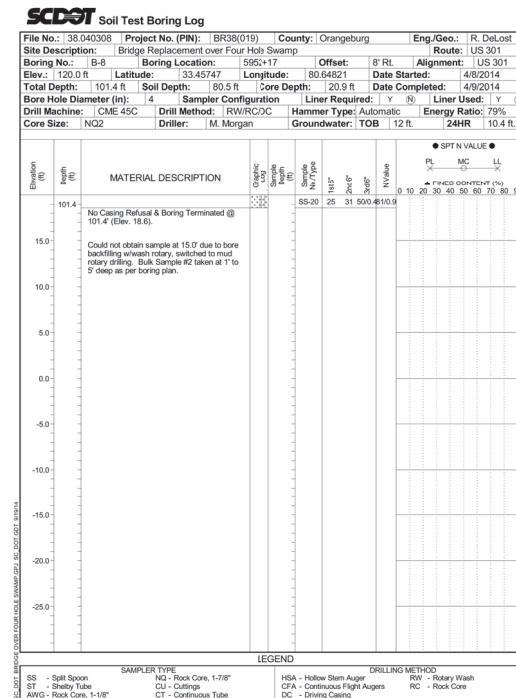 SCDOT Soil Test Boring Log
File No.: 38.040308 Project No. (PIN): BR38(019) County: Orangeburg Eng./Geo.: R. DeLost
Site Description: Bridge Replacement over Four Hole Swamp Route: US 301
Boring No.: B-8 Boring Location: 5952+17 Offset: 8' Rt. Alignment: US 301
Elev.: 120.0 ft Latitude: 33.45747 Longitude: 80.64821 Date Started: 4/8/2014
Total Depth: 101.4 ft Soil Depth: 80.5 ft Core Depth: 20.9 ft Date Completed: 4/9/2014
Bore Hole Diameter (in): 4 Sampler Configuration Liner Required: Y Ⓝ Liner Used: Y
Drill Machine: CME 45C Drill Method: RW/RC/DC Hammer Type: Automatic Energy Ratio: 79%
Core Size: NQ2 Driller: M. Morgan Groundwater: TOB 12 ft. 24HR 10.4 ft.
Elevation (ft) Depth (ft) MATERIAL DESCRIPTION Graphic Log Sample Depth (ft) Sample No./Type 1st 6" 2nd 6" 3rd 6" N Value
● SPT N VALUE ●
PL MC LL
▲ FINES CONTENT (%)
0 10 20 30 40 50 60 70 80 9
101.4 SS-20 25 31 50/0.4 81/0.9
No Casing Refusal & Boring Terminated @
101.4' (Elev. 18.6).
Could not obtain sample at 15.0' due to bore
backfilling w/wash rotary, switched to mud
rotary drilling. Bulk Sample #2 taken at 1' to
5' deep as per boring plan.
15.0
10.0
5.0
0.0
-5.0
-10.0
-15.0
-20.0
-25.0
SC_DOT BRIDGE OVER FOUR HOLE SWAMP.GPJ SC_DOT.GDT 9/19/14
LEGEND
SAMPLER TYPE DRILLING METHOD
SS - Split Spoon NQ - Rock Core, 1-7/8" HSA - Hollow Stem Auger RW - Rotary Wash
ST - Shelby Tube CU - Cuttings CFA - Continuous Flight Augers RC - Rock Core
AWG - Rock Core, 1-1/8" CT - Continuous Tube DC - Driving Casing